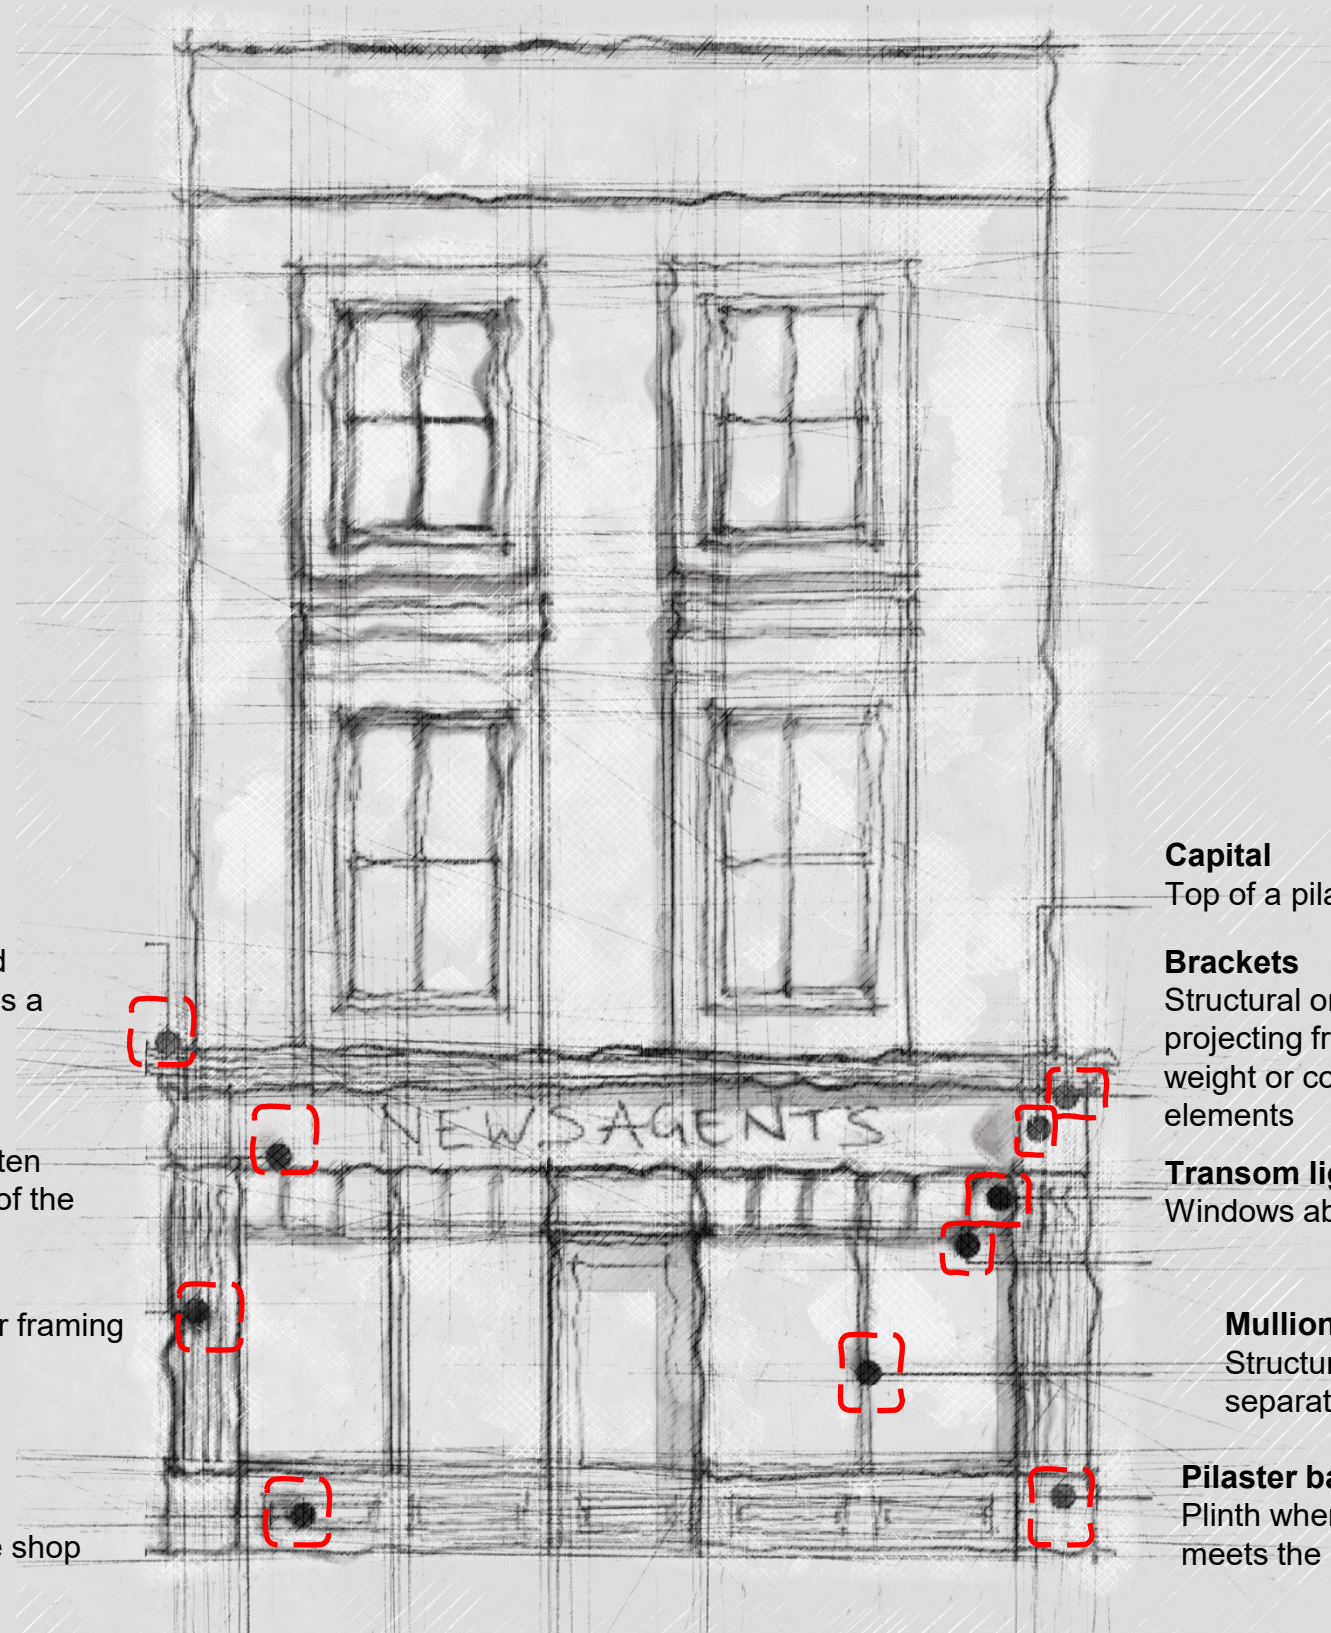 Capital
Top of a pila
d
s a
Brackets
Structural or
projecting fr
weight or co
elements
NEWSAGENTS
ten
of the
Transom lig
Windows ab
r framing
Mullion
Structur
separat
Pilaster ba
Plinth wher
meets the
e shop